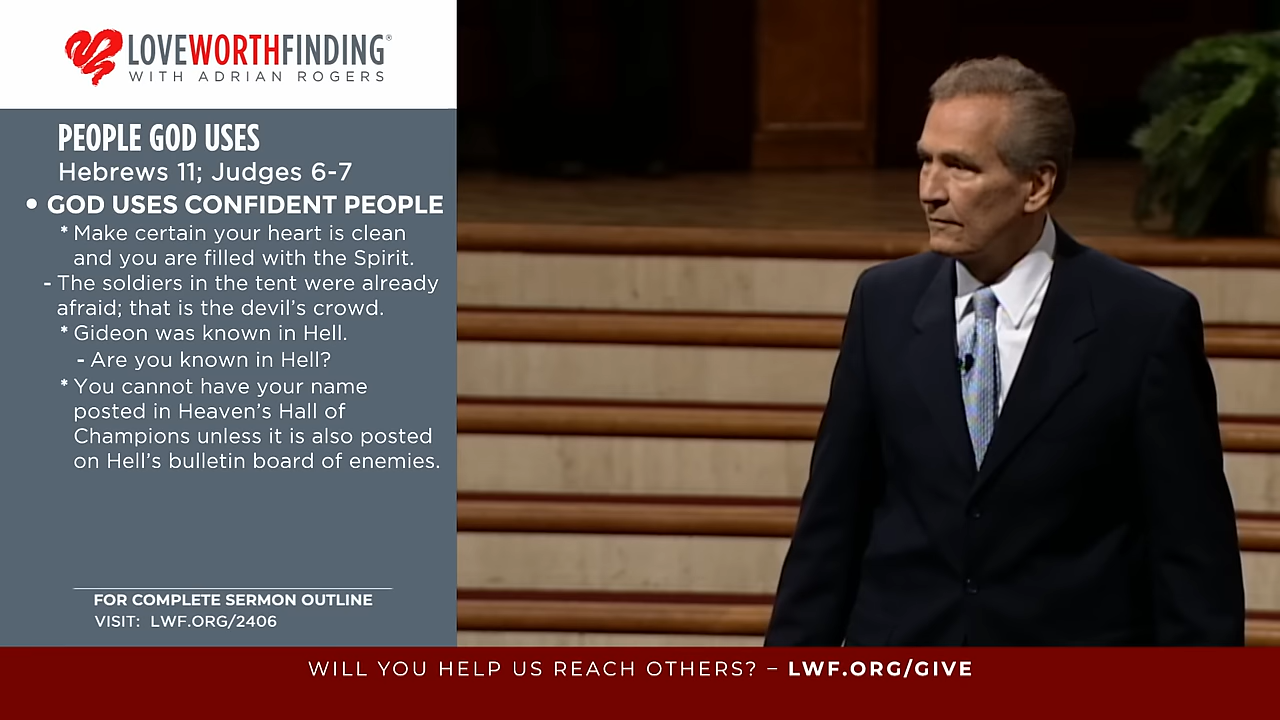 LOVEWORTHFINDING®
WITH ADRIAN ROGERS
PEOPLE GOD USES
Hebrews 11; Judges 6-7
• GOD USES CONFIDENT PEOPLE
* Make certain your heart is clean
and you are filled with the Spirit.
- The soldiers in the tent were already
afraid; that is the devil's crowd.
* Gideon was known in Hell.
- Are you known in Hell?
* You cannot have your name
posted in Heaven's Hall of
Champions unless it is also posted
on Hell's bulletin board of enemies.
FOR COMPLETE SERMON OUTLINE
VISIT: LWF.ORG/2406
WILL YOU HELP US REACH OTHERS? – LWF.ORG/GIVE